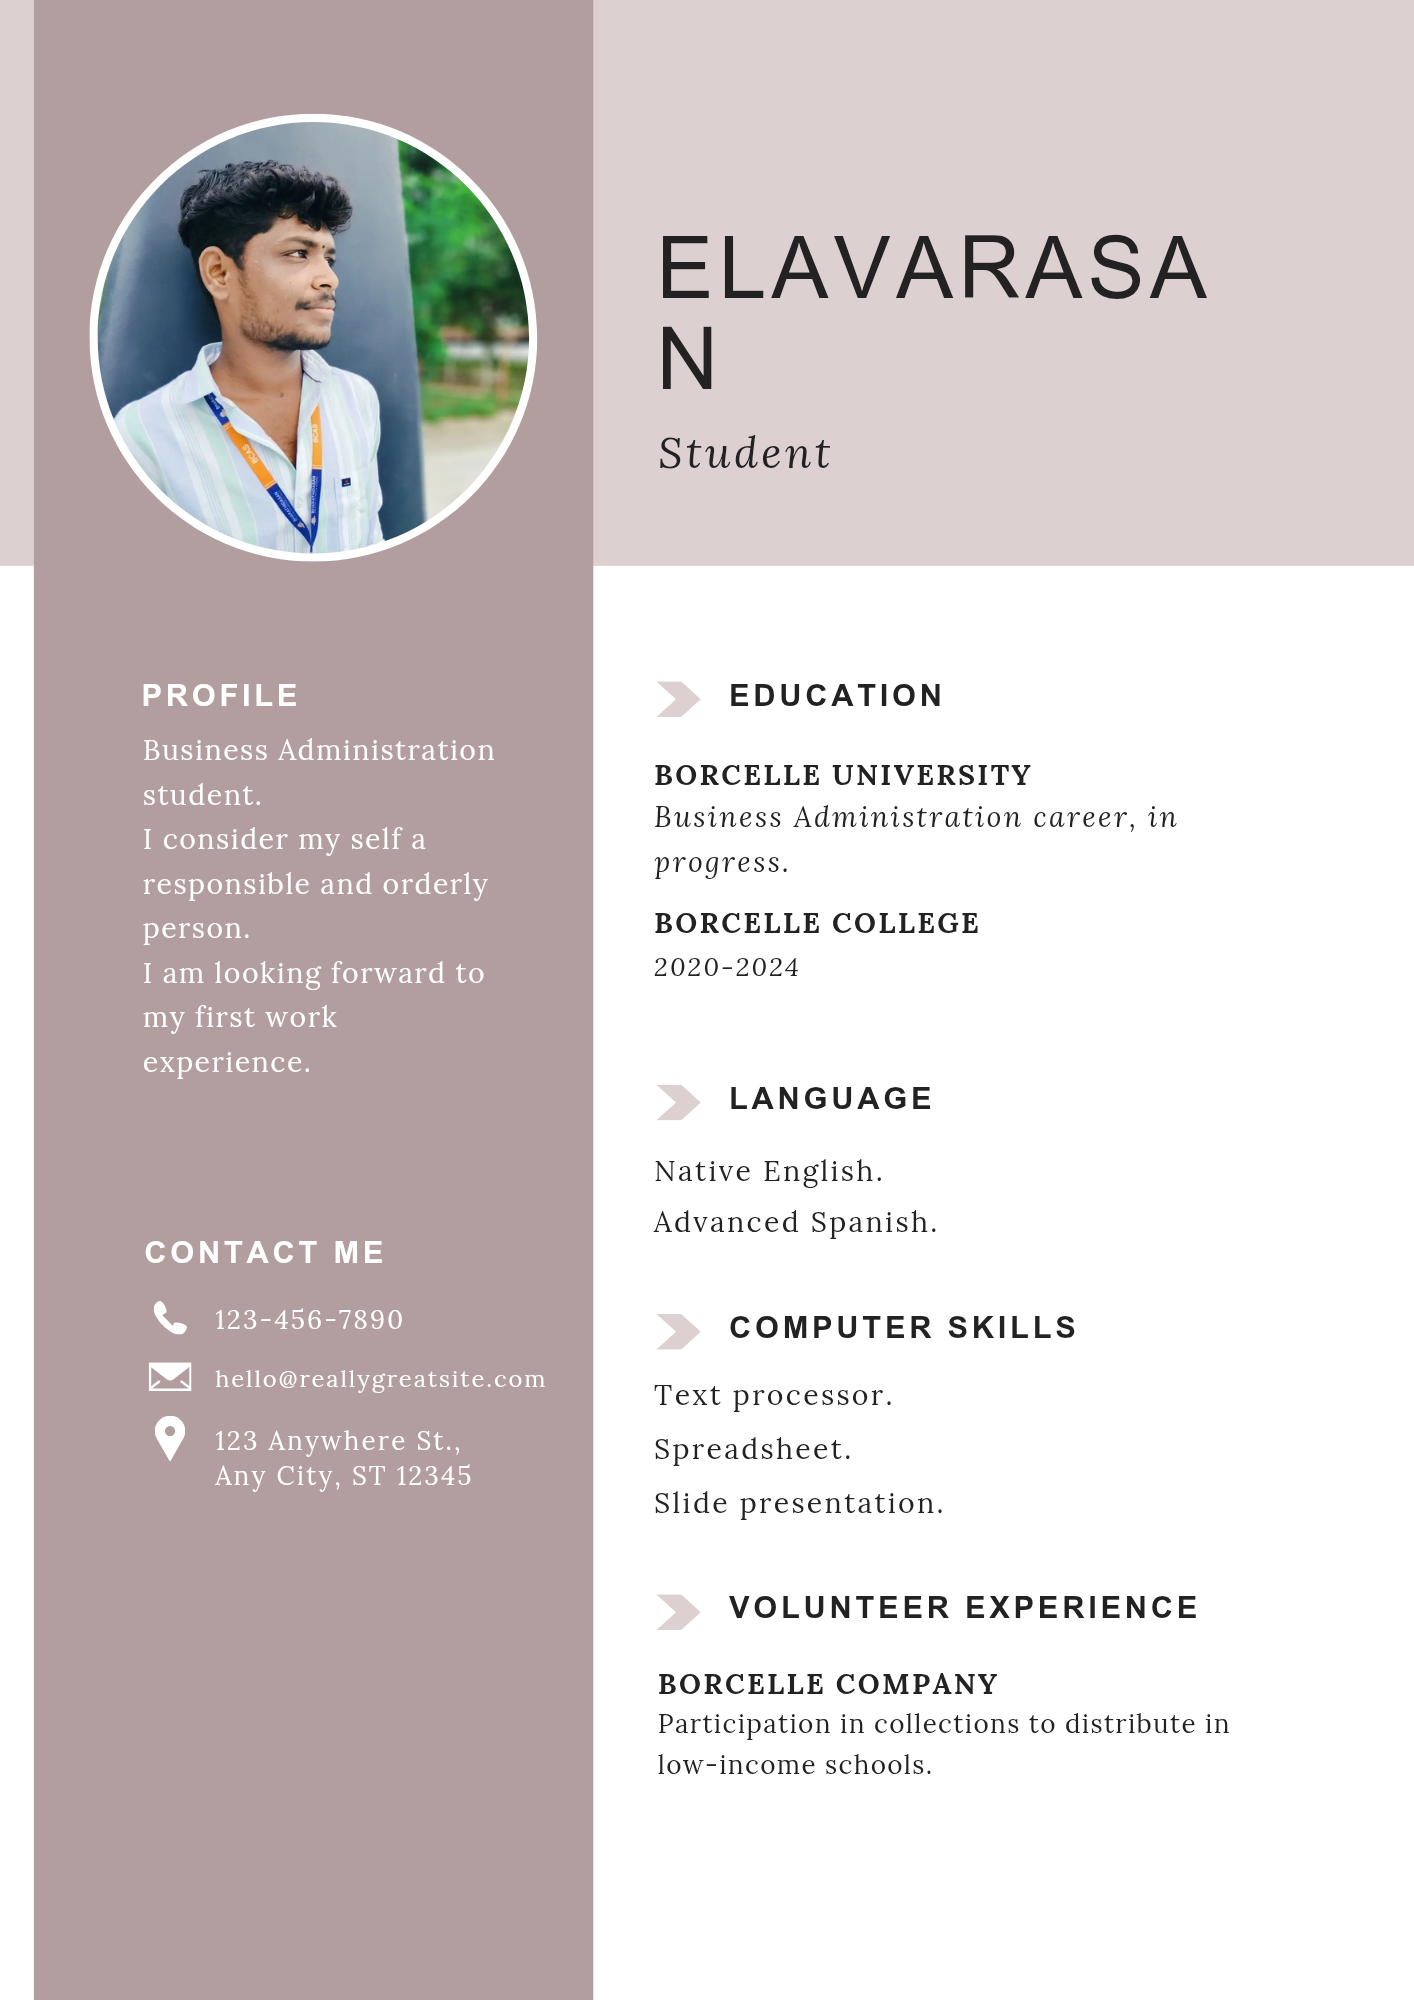 ELAVARASA
N
Student
PROFILE
Business Administration
student.
I consider my self a
responsible and orderly
person.
I am looking forward to
my first work
experience.
CONTACT ME
123-456-7890
hello@reallygreatsite.com
123 Anywhere St.,
Any City, ST 12345
EDUCATION
BORCELLE UNIVERSITY
Business Administration career, in
progress.
BORCELLE COLLEGE
2020-2024
LANGUAGE
Native English.
Advanced Spanish.
COMPUTER SKILLS
Text processor.
Spreadsheet.
Slide presentation.
VOLUNTEER EXPERIENCE
BORCELLE COMPANY
Participation in collections to distribute in
low-income schools.
BCAS
BCAS